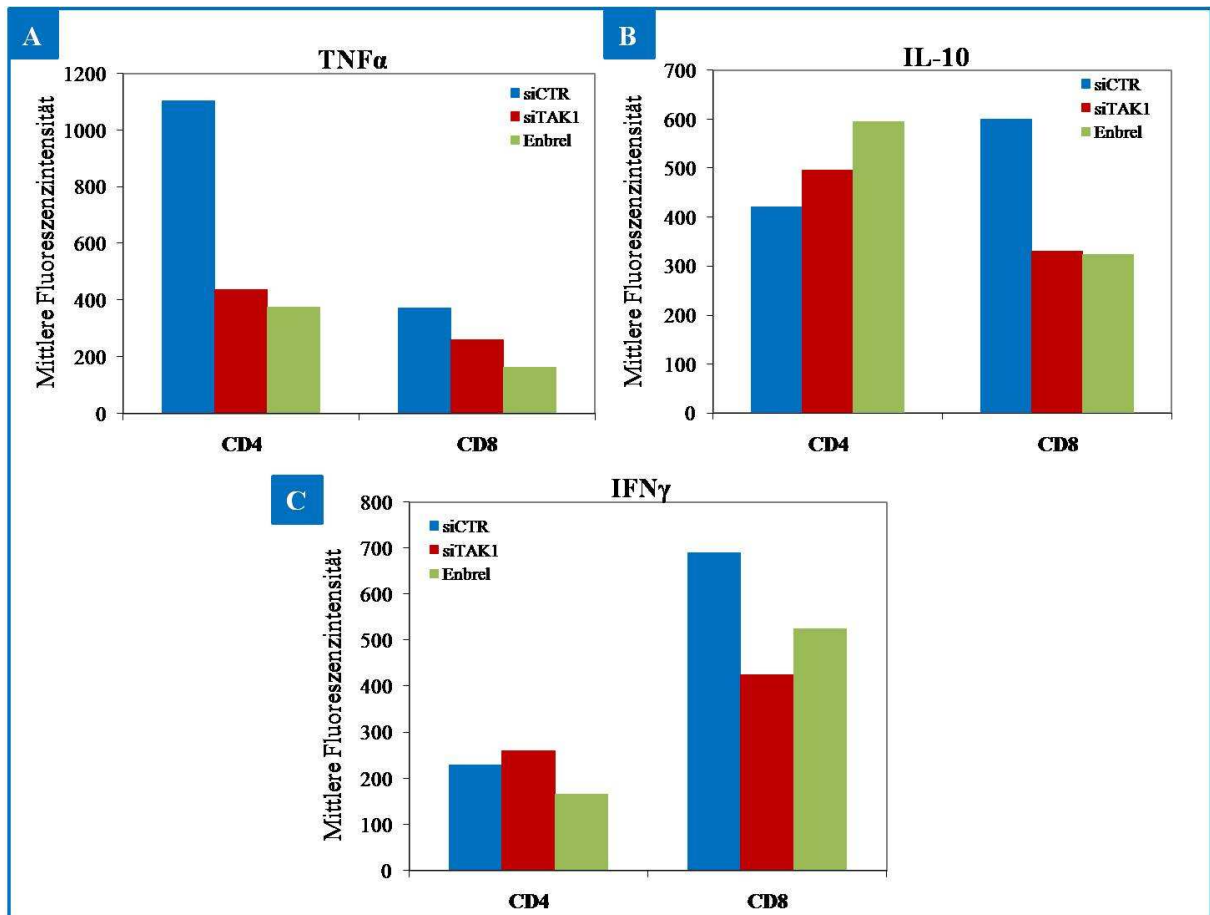 A
TNFα
1200
1000
800
600
400
200
0
Mittlere Fluoreszenzintensität
siCTR
siTAK1
Enbrel
CD4
CD8
B
IL-10
700
600
500
400
300
200
100
0
Mittlere Fluoreszenzintensität
siCTR
siTAK1
Enbrel
CD4
CD8
C
IFNγ
800
700
600
500
400
300
200
100
0
Mittlere Fluoreszenzintensität
siCTR
siTAK1
Enbrel
CD4
CD8